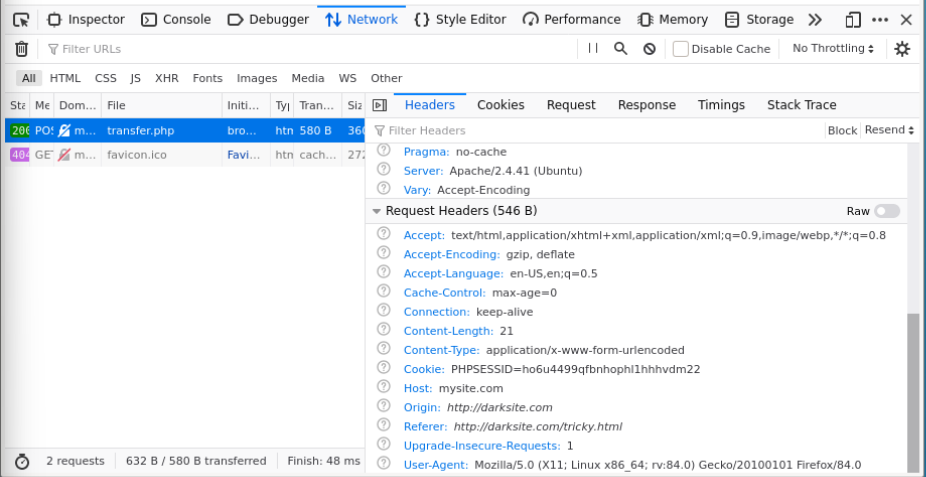 Inspector Console Debugger Network Style Editor Performance Memory Storage
Filter URLs Disable Cache No Throttling
All HTML CSS JS XHR Fonts Images Media WS Other
Sta Me Dom... File Initi... Ty Tran... Siz
Headers Cookies Request Response Timings Stack Trace
200 POS m... transfer.php bro... htn 580 B 360
Filter Headers Block Resend
404 GET m... favicon.ico Favi... htn cach... 272
Pragma: no-cache
Server: Apache/2.4.41 (Ubuntu)
Vary: Accept-Encoding
Request Headers (546 B) Raw
Accept: text/html,application/xhtml+xml,application/xml;q=0.9,image/webp,*/*;q=0.8
Accept-Encoding: gzip, deflate
Accept-Language: en-US,en;q=0.5
Cache-Control: max-age=0
Connection: keep-alive
Content-Length: 21
Content-Type: application/x-www-form-urlencoded
Cookie: PHPSESSID=ho6u4499qfbnhophl1hhhvdm22
Host: mysite.com
Origin: http://darksite.com
Referer: http://darksite.com/tricky.html
Upgrade-Insecure-Requests: 1
User-Agent: Mozilla/5.0 (X11; Linux x86_64; rv:84.0) Gecko/20100101 Firefox/84.0
2 requests 632 B / 580 B transferred Finish: 48 ms